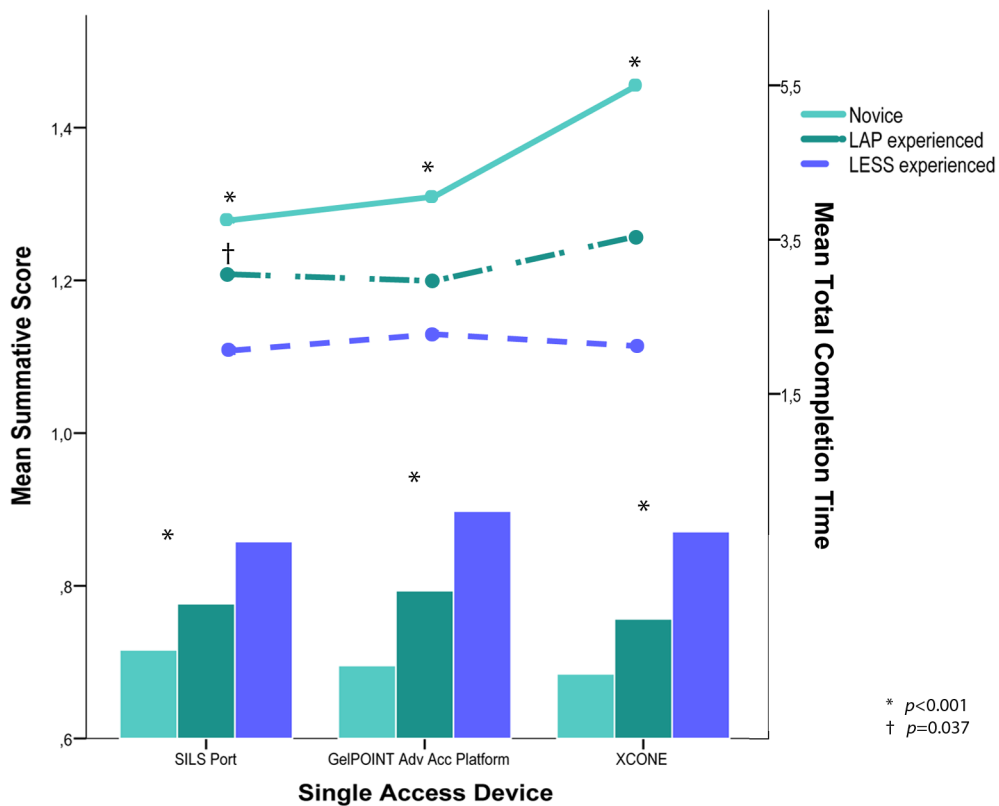 *
5,5
1,4
Novice
LAP experienced
LESS experienced
*
*
†
3,5
1,2
Mean Summative Score
Mean Total Completion Time
1,5
1,0
*
*
*
,8
,6
* p<0.001
† p=0.037
SILS Port
GelPOINT Adv Acc Platform
XCONE
Single Access Device